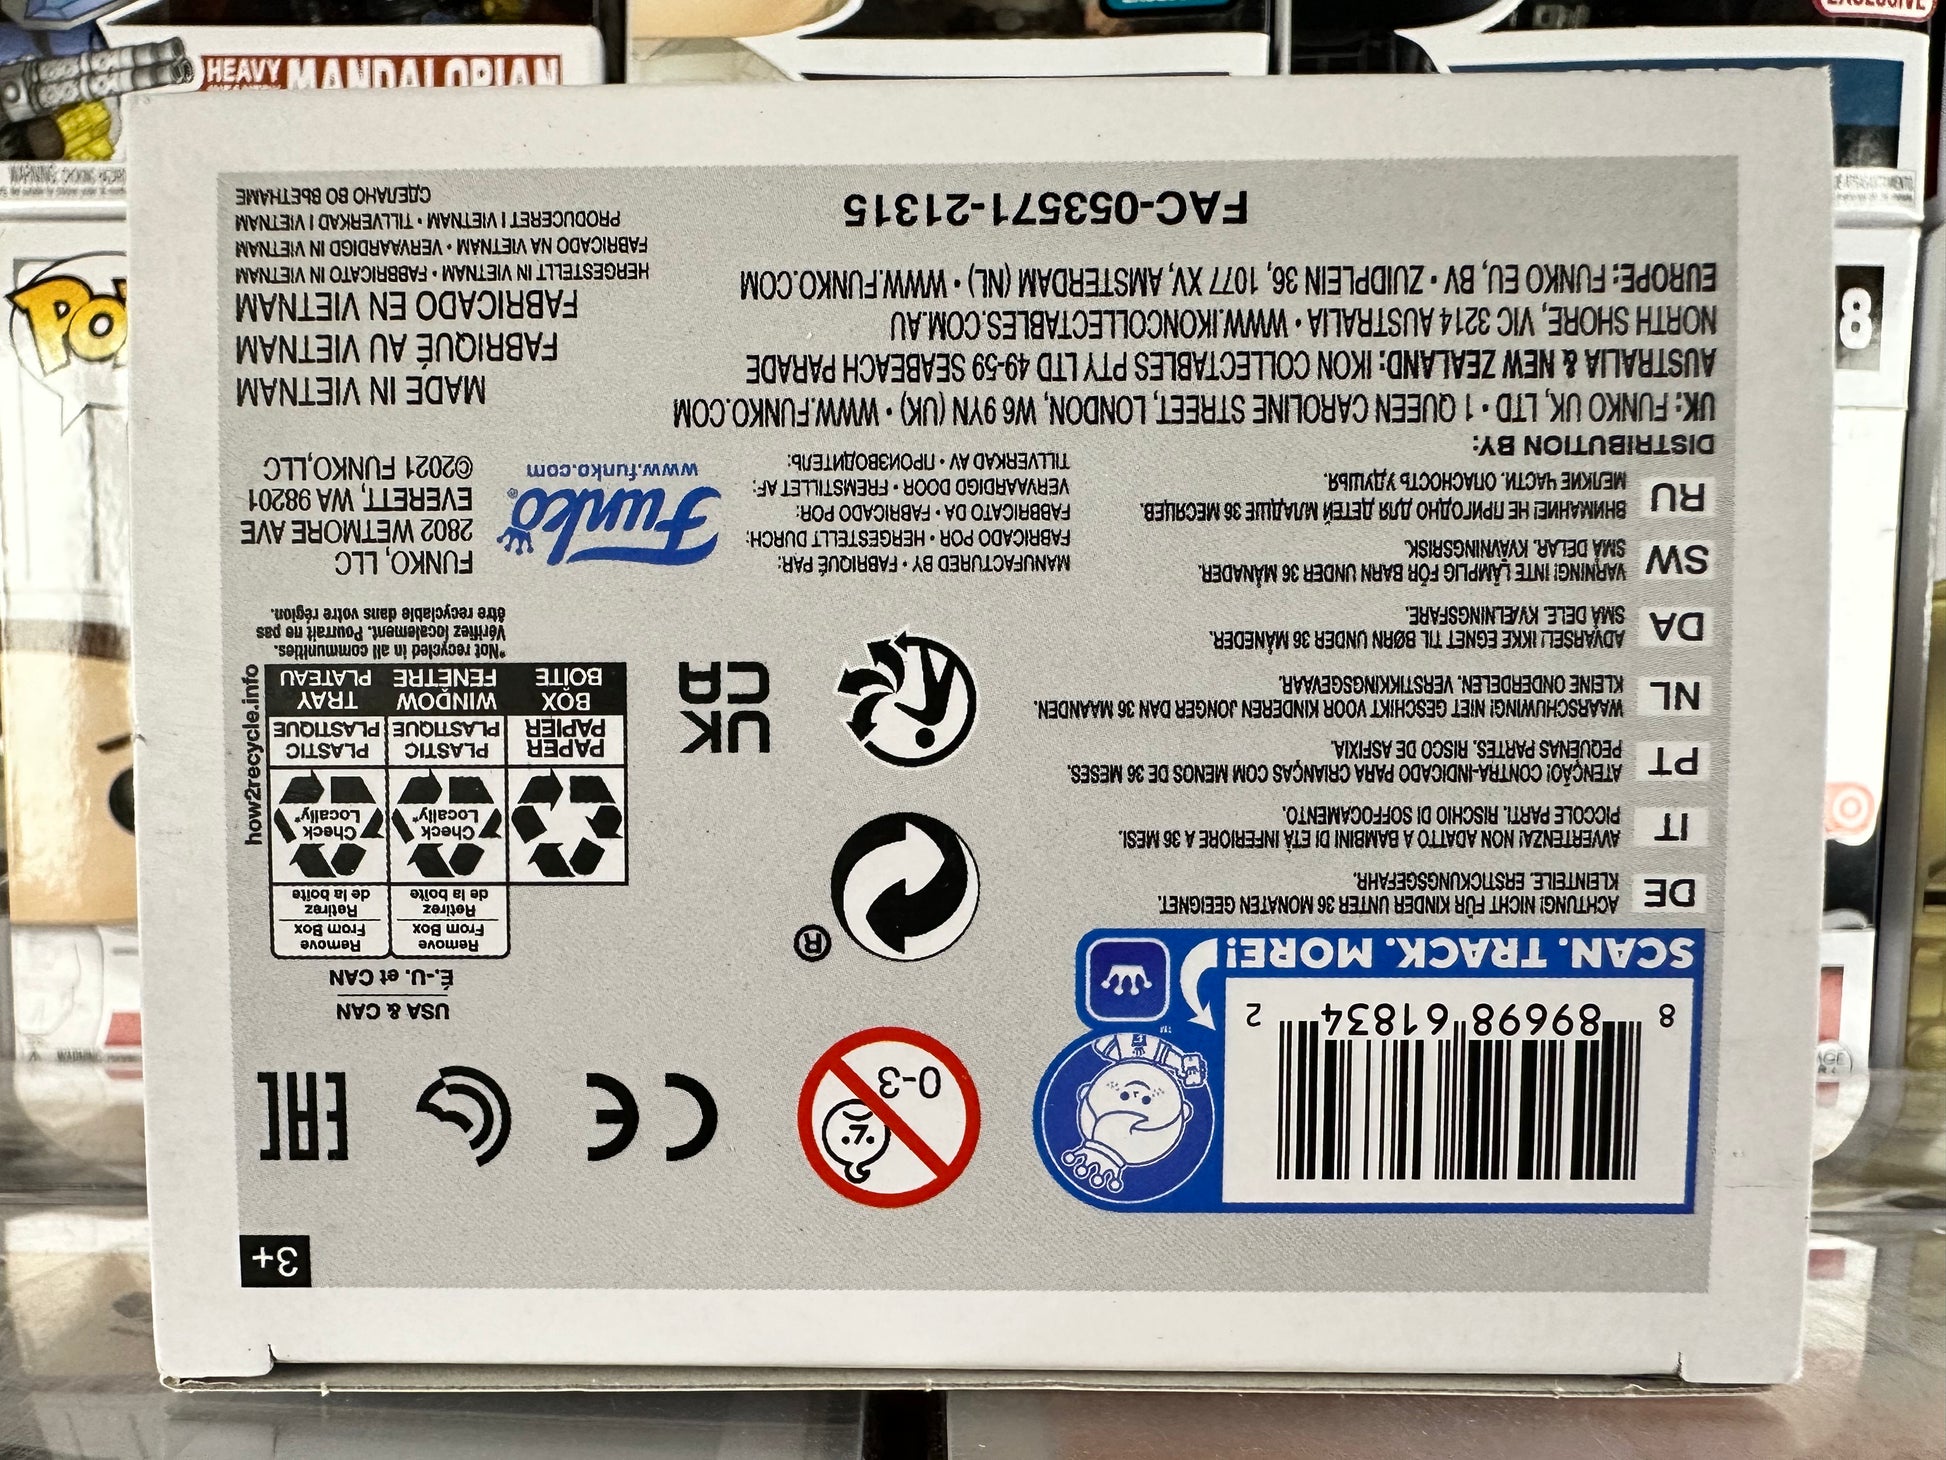 HEAVY MANDALORIAN
3+
8 89698 61834 2
SCAN. TRACK. MORE!
™
0-3
CE
EAC
USA & CAN
É.-U. et CAN
Remove From Box
Retirez de la boîte
Remove From Box
Retirez de la boîte
Check Locally*
Check Locally*
PAPER
PAPIER
BOX
BOÎTE
PLASTIC
PLASTIQUE
WINDOW
FENÊTRE
PLASTIC
PLASTIQUE
TRAY
PLATEAU
how2recycle.info
*Not recycled in all communities.
Vérifiez localement. Pourrait ne pas
être recyclable dans votre région.
®
UK
CA
DE
ACHTUNG! NICHT FÜR KINDER UNTER 36 MONATEN GEEIGNET.
KLEINTEILE. ERSTICKUNGSGEFAHR.
IT
AVVERTENZA! NON ADATTO A BAMBINI DI ETÀ INFERIORE A 36 MESI.
PICCOLE PARTI. RISCHIO DI SOFFOCAMENTO.
PT
ATENÇÃO! CONTRA-INDICADO PARA CRIANÇAS COM MENOS DE 36 MESES.
PEQUENAS PARTES. RISCO DE ASFIXIA.
NL
WAARSCHUWING! NIET GESCHIKT VOOR KINDEREN JONGER DAN 36 MAANDEN.
KLEINE ONDERDELEN. VERSTIKKINGSGEVAAR.
DA
ADVARSEL! IKKE EGNET TIL BØRN UNDER 36 MÅNEDER.
SMÅ DELE. KVÆLNINGSFARE.
SW
VARNING! INTE LÄMPLIG FÖR BARN UNDER 36 MÅNADER.
SMÅ DELAR. KVÄVNINGSRISK.
RU
ВНИМАНИЕ! НЕ ПРИГОДНО ДЛЯ ДЕТЕЙ МЛАДШЕ 36 МЕСЯЦЕВ.
МЕЛКИЕ ЧАСТИ. ОПАСНОСТЬ УДУШЬЯ.
MANUFACTURED BY • FABRIQUÉ PAR:
FABRICADO POR • HERGESTELLT DURCH:
FABBRICATO DA • FABRICADO POR:
VERVAARDIGD DOOR • FREMSTILLET AF:
TILLVERKAD AV • ПРОИЗВОДИТЕЛЬ:
Funko®
www.funko.com
FUNKO, LLC
2802 WETMORE AVE
EVERETT, WA 98201
©2021 FUNKO,LLC
DISTRIBUTION BY:
UK: FUNKO UK, LTD • 1 QUEEN CAROLINE STREET, LONDON, W6 9YN (UK) • WWW.FUNKO.COM
AUSTRALIA & NEW ZEALAND: IKON COLLECTABLES PTY LTD 49-59 SEABEACH PARADE
NORTH SHORE, VIC 3214 AUSTRALIA • WWW.IKONCOLLECTABLES.COM.AU
EUROPE: FUNKO EU, BV • ZUIDPLEIN 36, 1077 XV, AMSTERDAM (NL) • WWW.FUNKO.COM
MADE IN VIETNAM
FABRIQUÉ AU VIETNAM
FABRICADO EN VIETNAM
HERGESTELLT IN VIETNAM • FABBRICATO IN VIETNAM
FABRICADO NA VIETNAM • VERVAARDIGD IN VIETNAM
PRODUCERET I VIETNAM • TILLVERKAD I VIETNAM
СДЕЛАНО ВО ВЬЕТНАМЕ
FAC-053571-21315
8